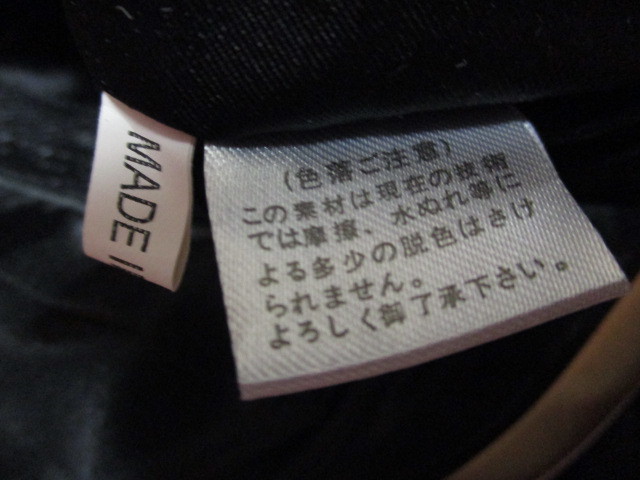 MADE I
(色落ご注意)
この素材は現在の技術
では摩擦、水ぬれ等に
よる多少の脱色はさけ
られません。
よろしく御了承下さい。